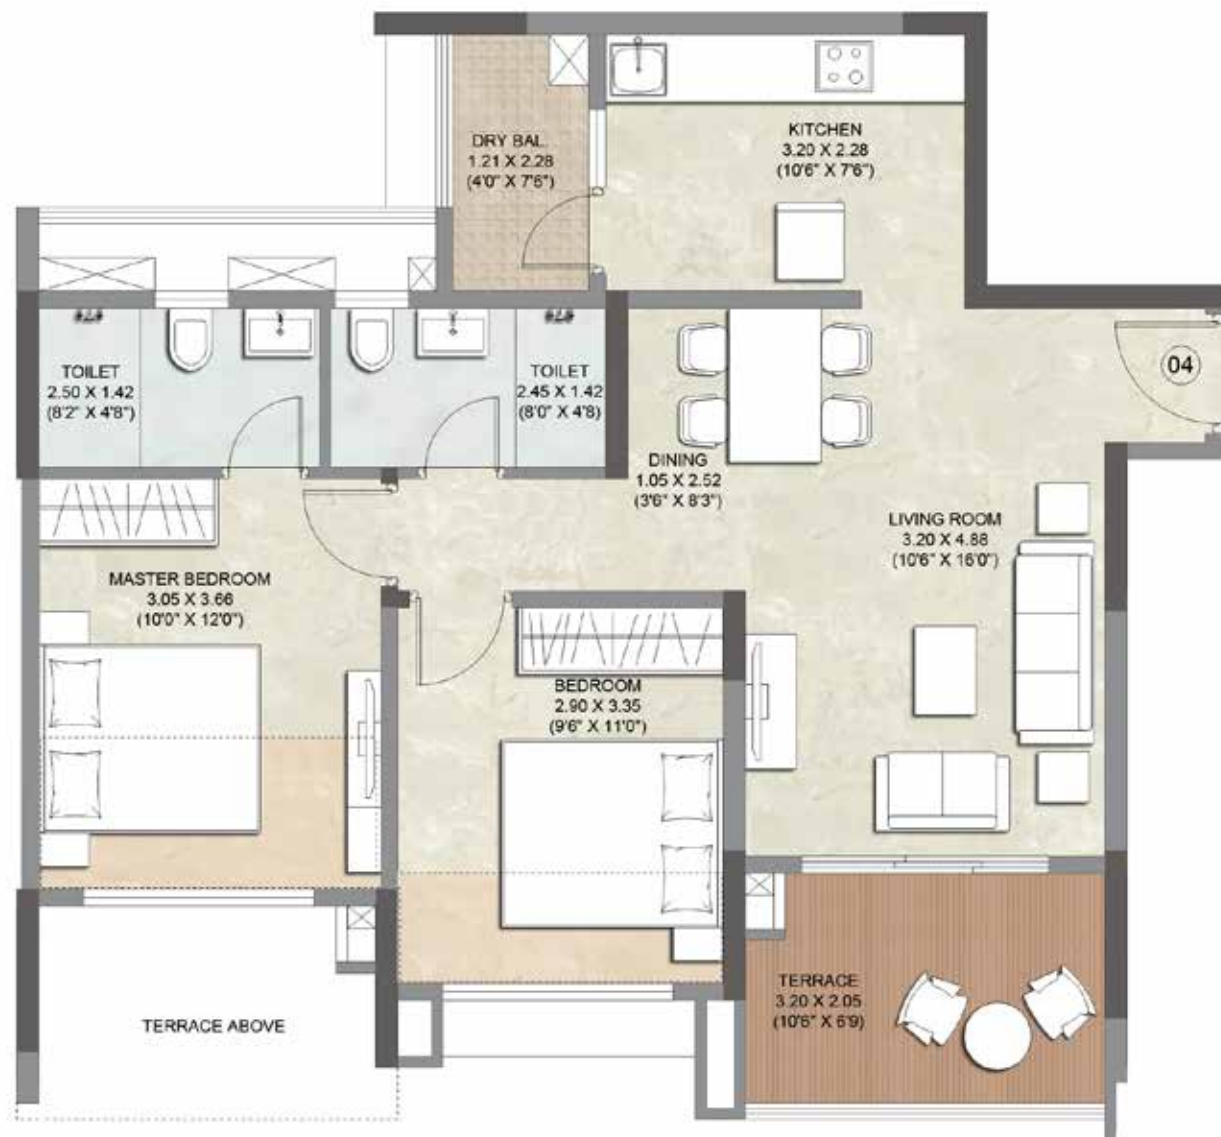 DRY BAL.
1.21 X 2.28
(4'0" X 7'6")
KITCHEN
3.20 X 2.28
(10'6" X 7'6")
TOILET
2.50 X 1.42
(8'2" X 4'8")
TOILET
2.45 X 1.42
(8'0" X 4'8)
04
DINING
1.05 X 2.52
(3'6" X 8'3")
LIVING ROOM
3.20 X 4.88
(10'6" X 16'0")
MASTER BEDROOM
3.05 X 3.66
(10'0" X 12'0")
BEDROOM
2.90 X 3.35
(9'6" X 11'0")
TERRACE
3.20 X 2.05
(10'6" X 6'9)
TERRACE ABOVE